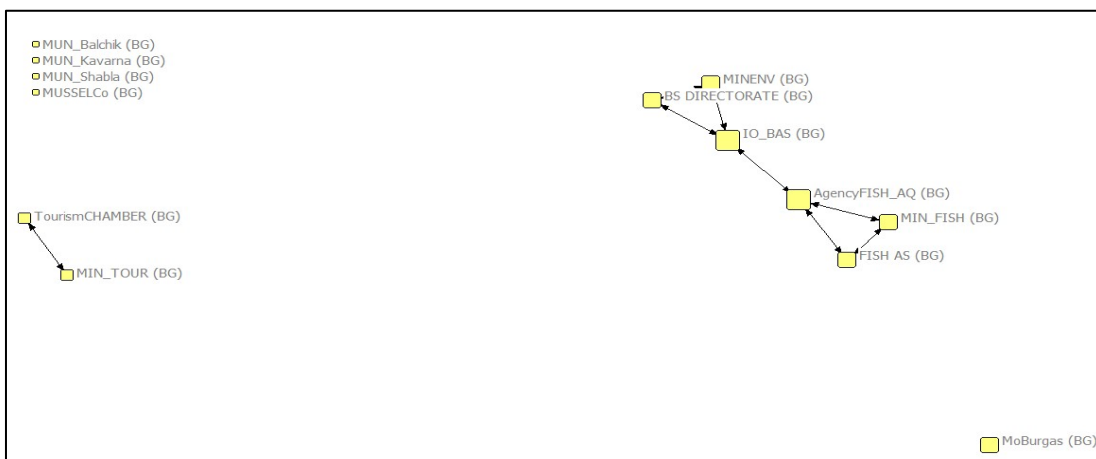 MUN_Balchik (BG)
MUN_Kavarna (BG)
MUN_Shabla (BG)
MUSSELCo (BG)
MINENV (BG)
BS DIRECTORATE (BG)
IO_BAS (BG)
AgencyFISH_AQ (BG)
MIN_FISH (BG)
TourismCHAMBER (BG)
FISH AS (BG)
MIN_TOUR (BG)
MoBurgas (BG)